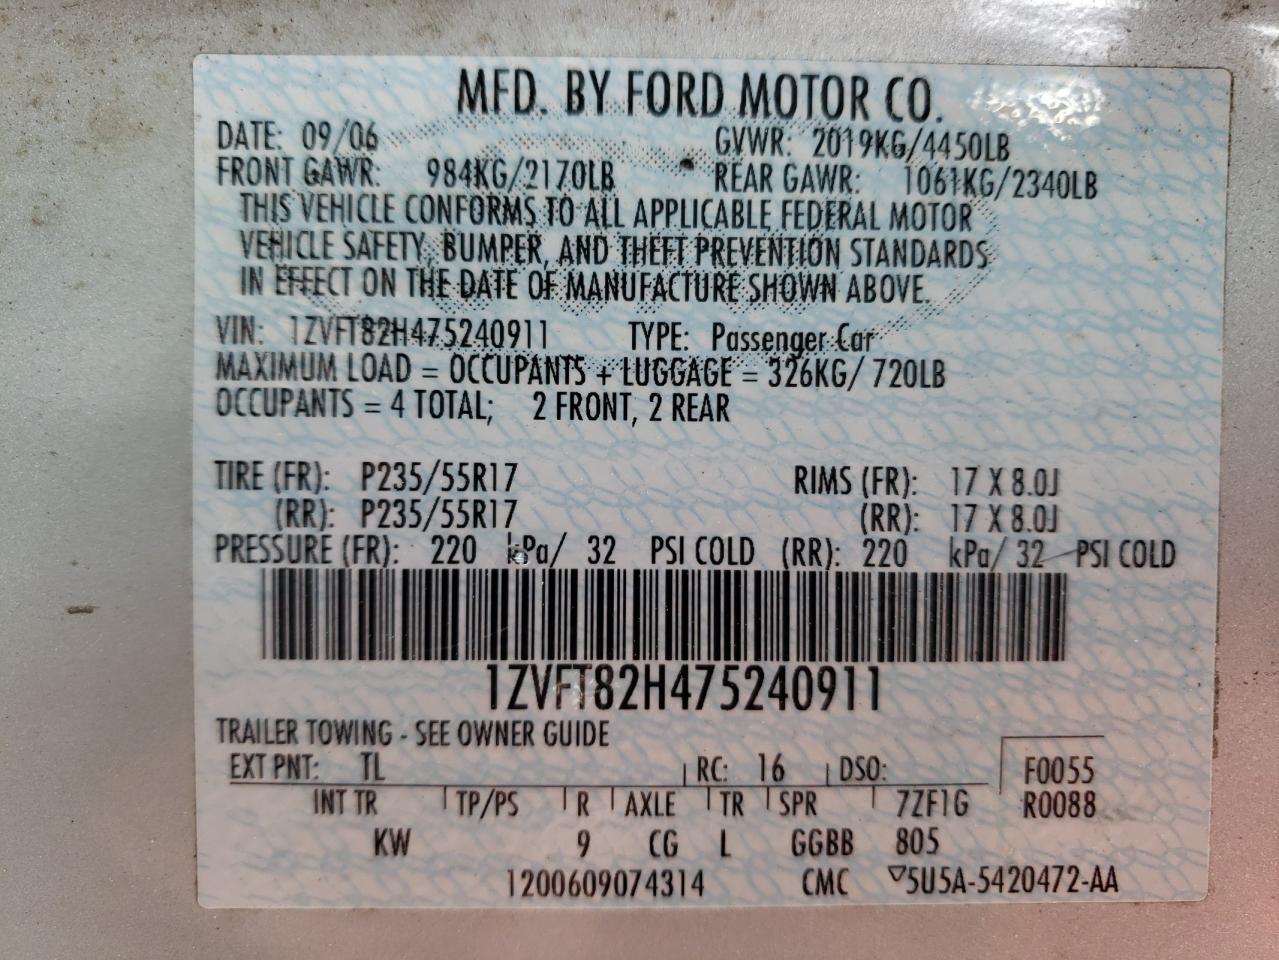 MFD. BY FORD MOTOR CO.
DATE: 09/06 GVWR: 2019KG/4450LB
FRONT GAWR: 984KG/2170LB REAR GAWR: 1061KG/2340LB
THIS VEHICLE CONFORMS TO ALL APPLICABLE FEDERAL MOTOR
VEHICLE SAFETY, BUMPER, AND THEFT PREVENTION STANDARDS
IN EFFECT ON THE DATE OF MANUFACTURE SHOWN ABOVE.
VIN: 1ZVFT82H475240911 TYPE: Passenger Car
MAXIMUM LOAD = OCCUPANTS + LUGGAGE = 326KG/ 720LB
OCCUPANTS = 4 TOTAL; 2 FRONT, 2 REAR
TIRE (FR): P235/55R17 RIMS (FR): 17 X 8.0J
(RR): P235/55R17 (RR): 17 X 8.0J
PRESSURE (FR): 220 kPa/ 32 PSI COLD (RR): 220 kPa/ 32 PSI COLD
1ZVFT82H475240911
TRAILER TOWING - SEE OWNER GUIDE
EXT PNT: TL RC: 16 DSO: F0055
INT TR TP/PS R AXLE TR SPR 7ZF1G R0088
KW 9 CG L GGBB 805
1200609074314 CMC ▽5U5A-5420472-AA